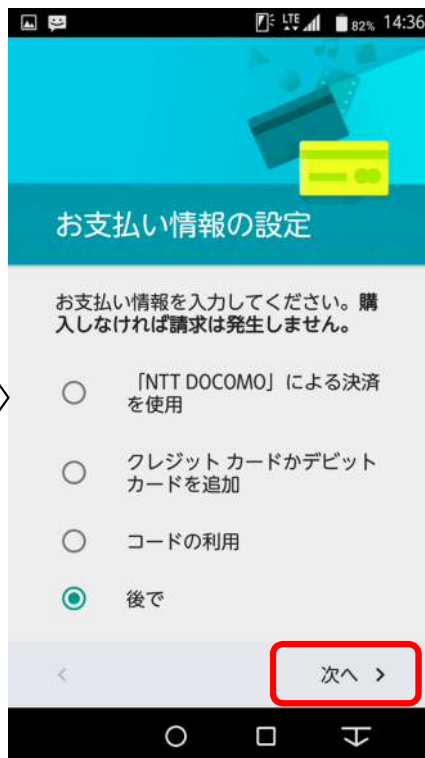 LTE 82% 14:36
お支払い情報の設定
お支払い情報を入力してください。購
入しなければ請求は発生しません。
「NTT DOCOMO」による決済
を使用
クレジット カードかデビット
カードを追加
コードの利用
後で
次へ